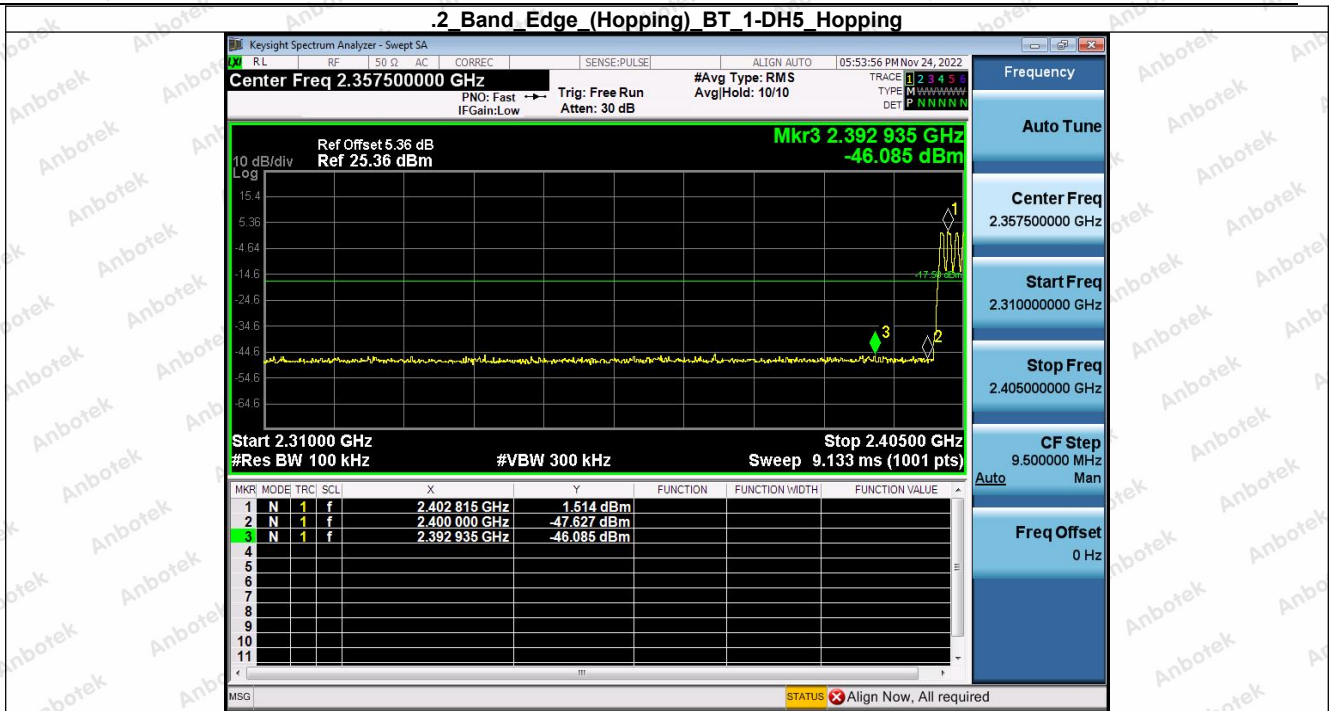 .2_Band_Edge_(Hopping)_BT_1-DH5_Hopping
Keysight Spectrum Analyzer - Swept SA
LXI RL RF 50 Ω AC CORREC SENSE:PULSE ALIGN AUTO 05:53:56 PM Nov 24, 2022
Center Freq 2.357500000 GHz
PNO: Fast
IFGain:Low
Trig: Free Run
Atten: 30 dB
#Avg Type: RMS
Avg|Hold: 10/10
TRACE 1 2 3 4 5 6
TYPE M WWWWW
DET P N N N N N
Frequency
Mkr3 2.392 935 GHz
-46.085 dBm
Ref Offset 5.36 dB
10 dB/div Ref 25.36 dBm
Log
15.4
5.36
-4.64
-14.6
-24.6
-34.6
-44.6
-54.6
-64.6
1
2
3
Start 2.31000 GHz Stop 2.40500 GHz
#Res BW 100 kHz #VBW 300 kHz Sweep 9.133 ms (1001 pts)
MKR MODE TRC SCL X Y FUNCTION FUNCTION WIDTH FUNCTION VALUE
1 N 1 f 2.402 815 GHz 1.514 dBm
2 N 1 f 2.400 000 GHz -47.627 dBm
3 N 1 f 2.392 935 GHz -46.085 dBm
4
5
6
7
8
9
10
11
MSG STATUS Align Now, All required
Auto Tune
Center Freq
2.357500000 GHz
Start Freq
2.310000000 GHz
Stop Freq
2.405000000 GHz
CF Step
9.500000 MHz
Auto Man
Freq Offset
0 Hz
Anbotek